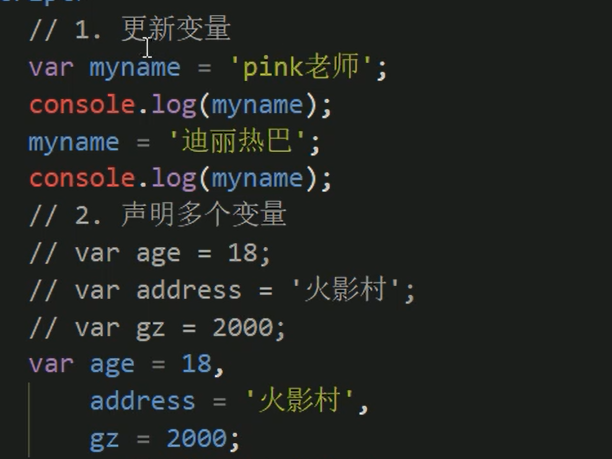 // 1. 更新变量
var myname = 'pink老师';
console.log(myname);
myname = '迪丽热巴';
console.log(myname);
// 2. 声明多个变量
// var age = 18;
// var address = '火影村';
// var gz = 2000;
var age = 18,
address = '火影村',
gz = 2000;